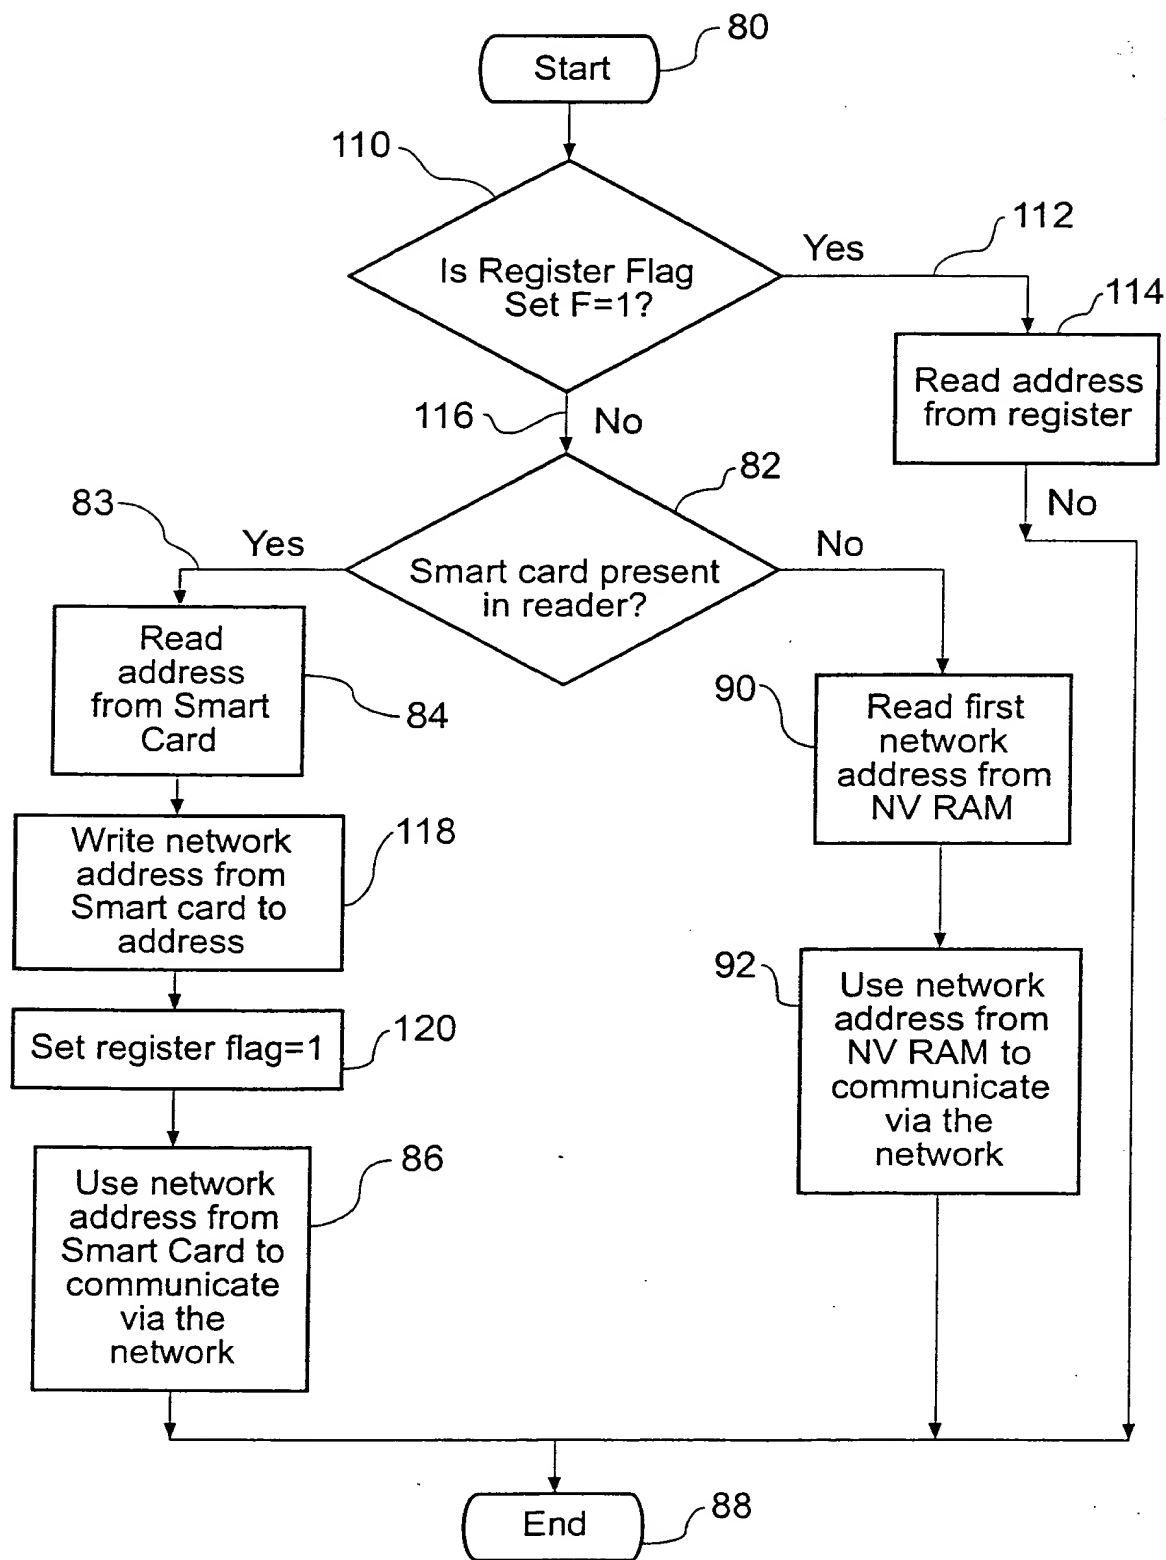 80
Start
110
112
Yes
Is Register Flag
Set F=1?
114
Read address
from register
116
No
82
83
Yes
No
No
Smart card present
in reader?
Read
address
from Smart
Card
84
90
Read first
network
address from
NV RAM
Write network
address from
Smart card to
address
118
92
Use network
address from
NV RAM to
communicate
via the
network
Set register flag=1
120
86
Use network
address from
Smart Card to
communicate
via the
network
End
88